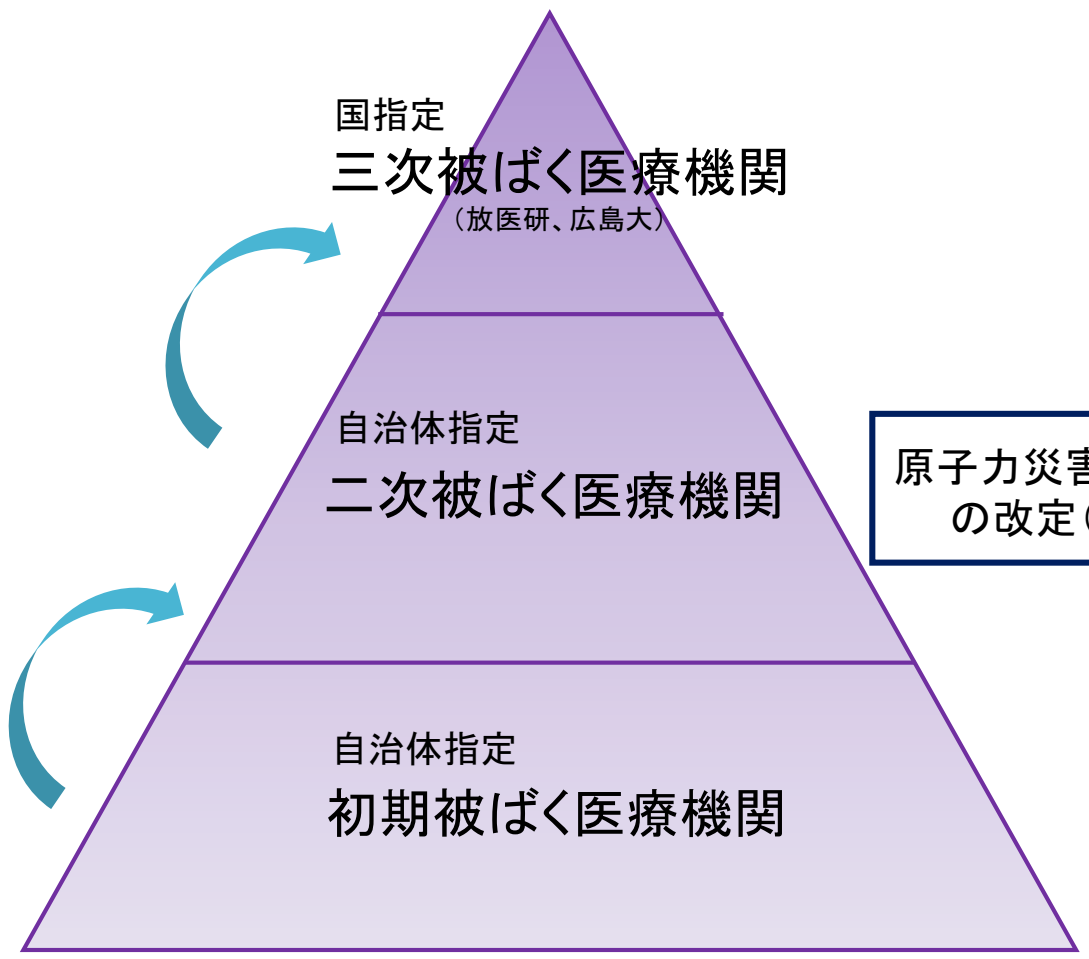 国指定
三次被ばく医療機関
（放医研、広島大）
自治体指定
二次被ばく医療機関
原子力災害
の改定（
自治体指定
初期被ばく医療機関